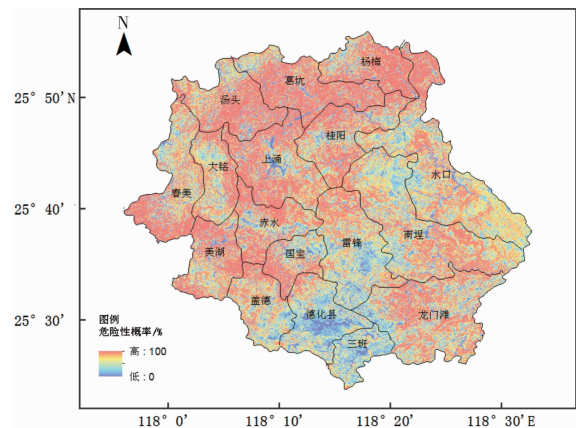 N
杨梅
葛坑
汤头
25° 50′N
桂阳
上涌
大铭
水口
春美
25° 40′
赤水
南埕
雷锋
美湖
国宝
盖德
25° 30′
德化县
龙门滩
三班
图例
危险性概率/%
高：100
低：0
118° 0′ 118° 10′ 118° 20′ 118° 30′E